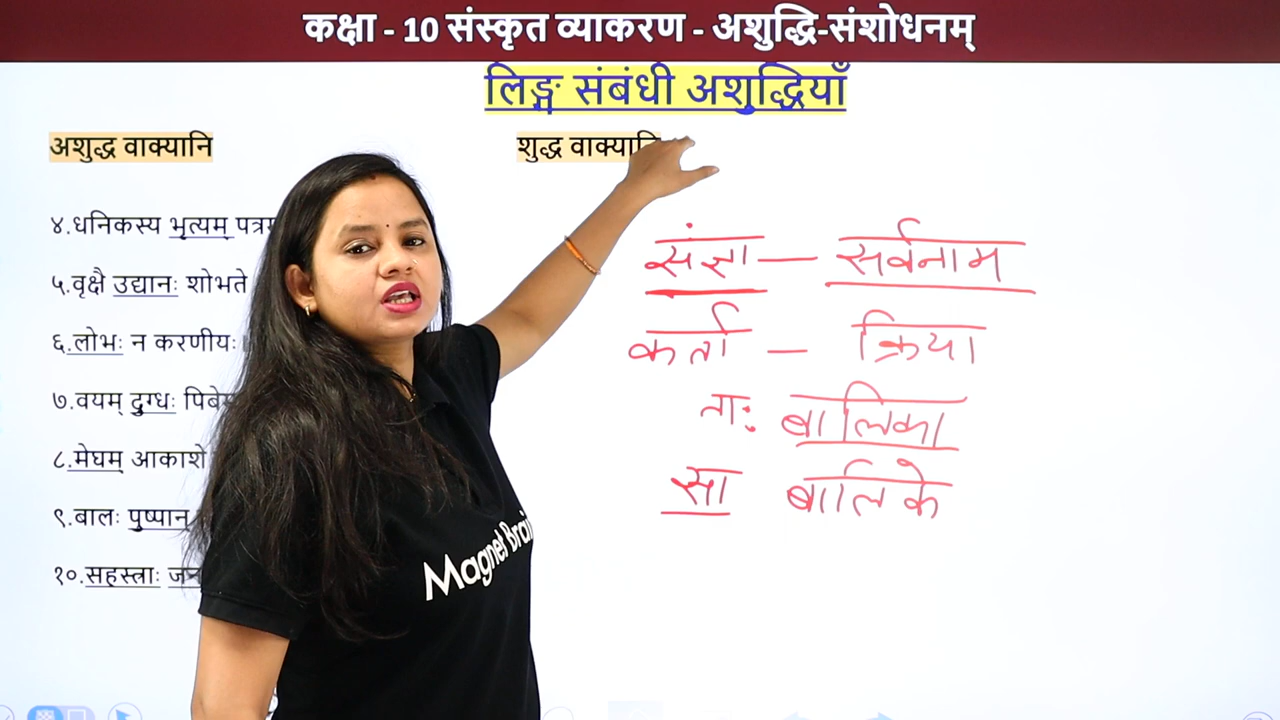 कक्षा - 10 संस्कृत व्याकरण - अशुद्धि-संशोधनम्
लिङ्ग संबंधी अशुद्धियाँ
अशुद्ध वाक्यानि
शुद्ध वाक्यानि
४.धनिकस्य भृत्यम् पत्रम
५.वृक्षै उद्यानः शोभते
६.लोभः न करणीयः
७.वयम् दुग्धः पिबेम
८.मेघम् आकाशे
९.बालः पुष्पान्
१०.सहस्त्राः
संज्ञा — सर्वनाम
कर्ता — क्रिया
ताः बालिका
सा बालिके
Magnet Brai